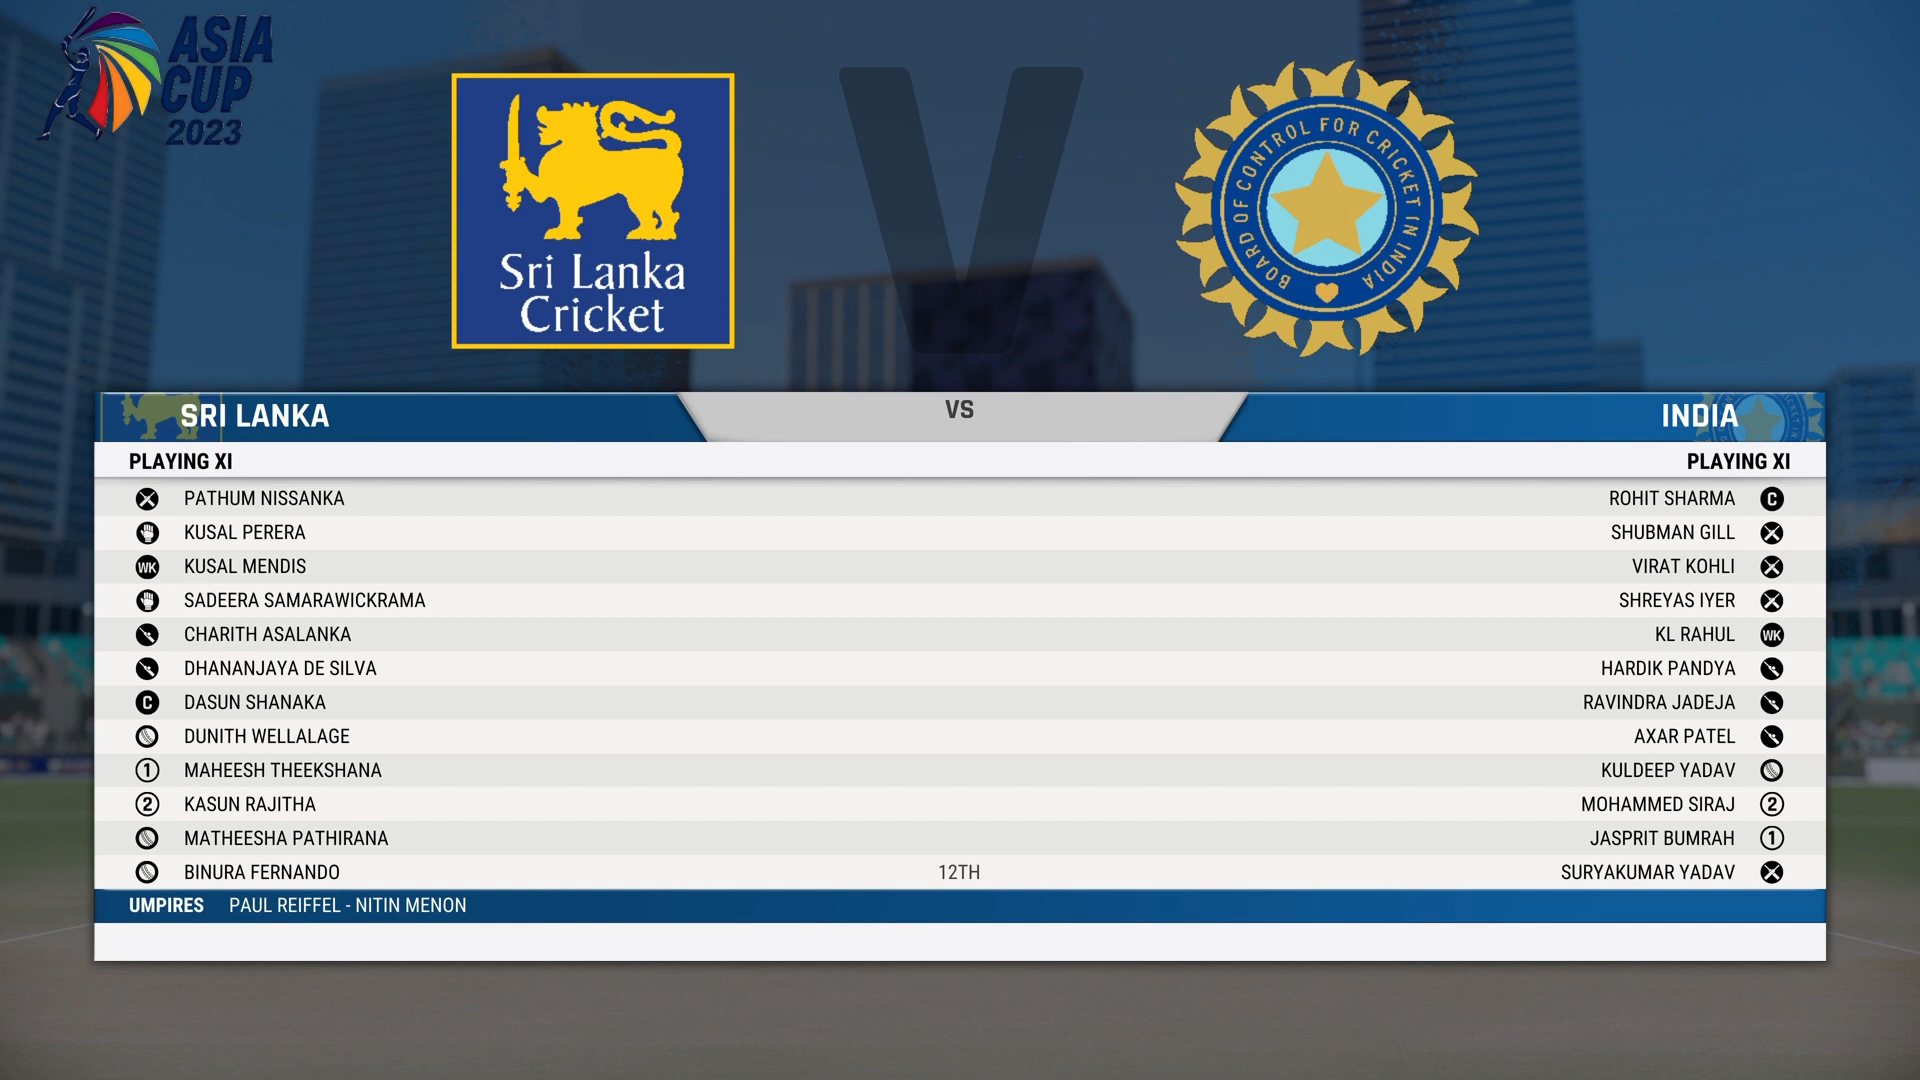 ASIA
CUP
2023
V
Sri Lanka
Cricket
BOARD OF CONTROL FOR CRICKET IN INDIA
SRI LANKA VS INDIA
PLAYING XI PLAYING XI
PATHUM NISSANKA ROHIT SHARMA C
KUSAL PERERA SHUBMAN GILL
WK KUSAL MENDIS VIRAT KOHLI
SADEERA SAMARAWICKRAMA SHREYAS IYER
CHARITH ASALANKA KL RAHUL WK
DHANANJAYA DE SILVA HARDIK PANDYA
C DASUN SHANAKA RAVINDRA JADEJA
DUNITH WELLALAGE AXAR PATEL
1 MAHEESH THEEKSHANA KULDEEP YADAV
2 KASUN RAJITHA MOHAMMED SIRAJ 2
MATHEESHA PATHIRANA JASPRIT BUMRAH 1
BINURA FERNANDO 12TH SURYAKUMAR YADAV
UMPIRES PAUL REIFFEL - NITIN MENON